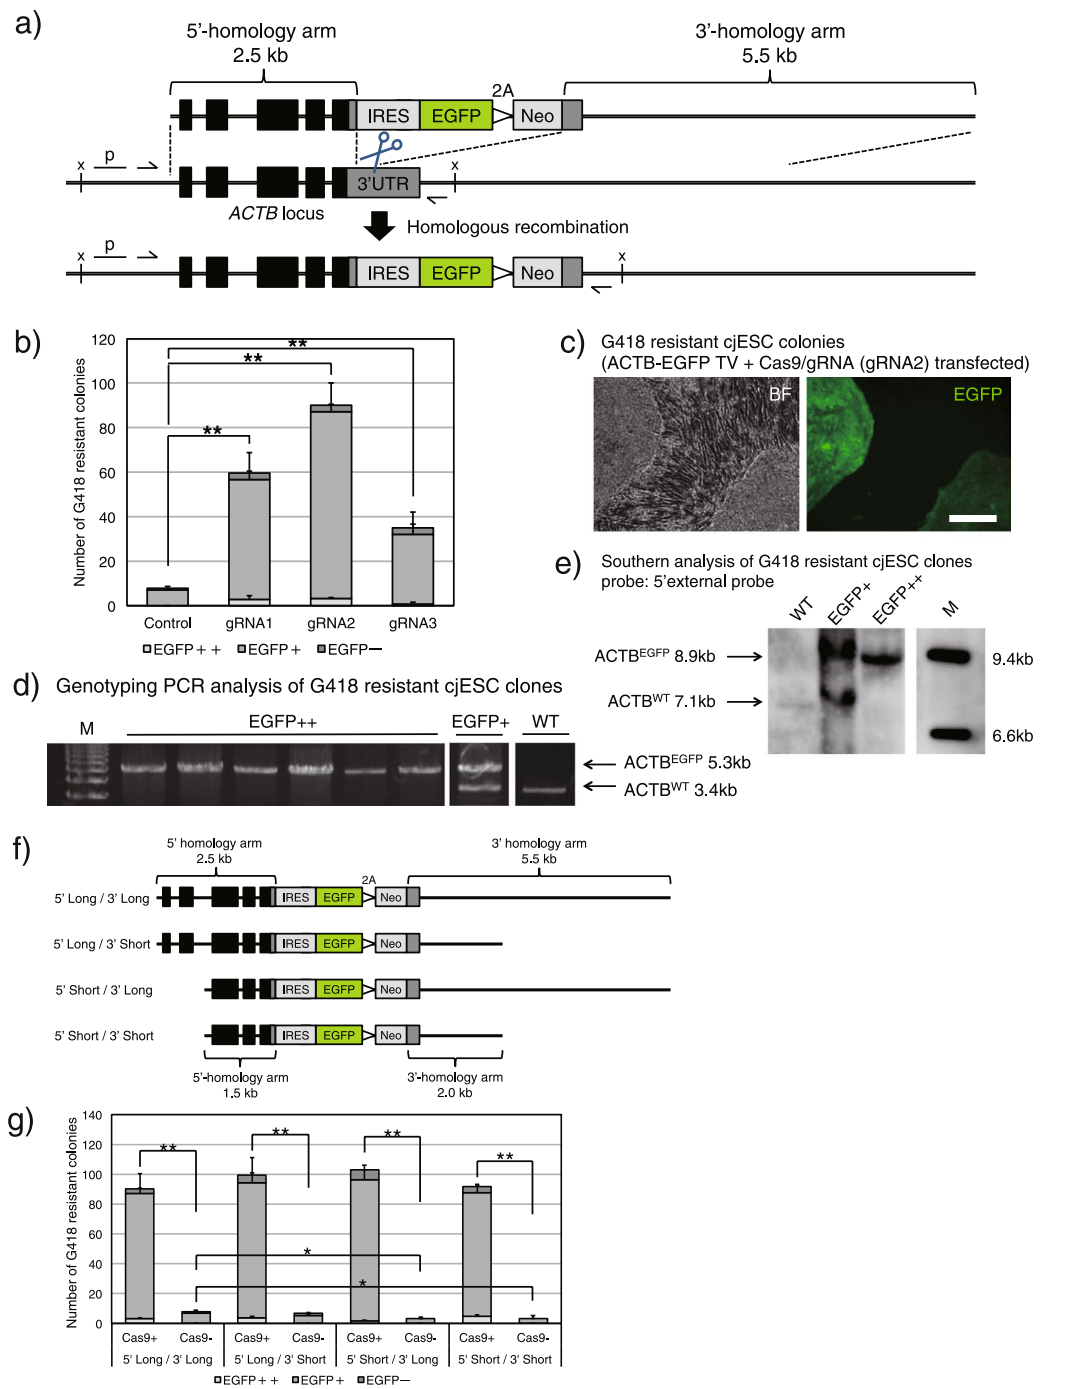 a)
5'-homology arm
2.5 kb
3'-homology arm
5.5 kb
2A
IRES
EGFP
Neo
x
p
x
3'UTR
ACTB locus
Homologous recombination
x
p
x
IRES
EGFP
Neo
b)
Number of G418 resistant colonies
120
100
80
60
40
20
0
**
**
**
Control
gRNA1
gRNA2
gRNA3
EGFP++
EGFP+
EGFP—
c)
G418 resistant cjESC colonies
(ACTB-EGFP TV + Cas9/gRNA (gRNA2) transfected)
BF
EGFP
d)
Genotyping PCR analysis of G418 resistant cjESC clones
M
EGFP++
EGFP+
WT
ACTBEGFP 5.3kb
ACTBWT 3.4kb
e)
Southern analysis of G418 resistant cjESC clones
probe: 5'external probe
WT
EGFP+
EGFP++
M
ACTBEGFP 8.9kb
ACTBWT 7.1kb
9.4kb
6.6kb
f)
5' homology arm
2.5 kb
3' homology arm
5.5 kb
2A
5' Long / 3' Long
IRES
EGFP
Neo
5' Long / 3' Short
IRES
EGFP
Neo
5' Short / 3' Long
IRES
EGFP
Neo
5' Short / 3' Short
IRES
EGFP
Neo
5'-homology arm
1.5 kb
3'-homology arm
2.0 kb
g)
Number of G418 resistant colonies
140
120
100
80
60
40
20
0
**
**
**
**
*
*
Cas9+
Cas9-
Cas9+
Cas9-
Cas9+
Cas9-
Cas9+
Cas9-
5' Long / 3' Long
5' Long / 3' Short
5' Short / 3' Long
5' Short / 3' Short
EGFP++
EGFP+
EGFP—